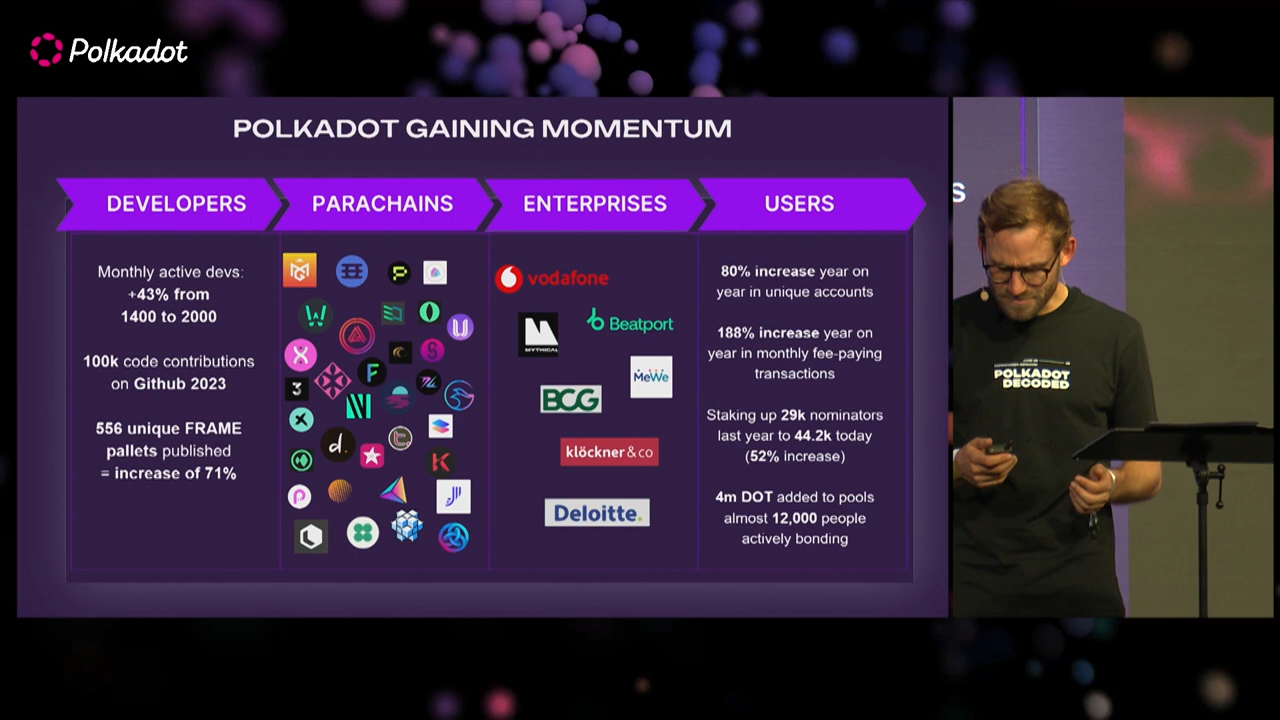 Polkadot
POLKADOT GAINING MOMENTUM
DEVELOPERS
PARACHAINS
ENTERPRISES
USERS
Monthly active devs:
+43% from
1400 to 2000
100k code contributions
on Github 2023
556 unique FRAME
pallets published
= increase of 71%
vodafone
Beatport
MYTHICAL
MeWe
BCG
klöckner&co
Deloitte.
80% increase year on
year in unique accounts
188% increase year on
year in monthly fee-paying
transactions
Staking up 29k nominators
last year to 44.2k today
(52% increase)
4m DOT added to pools
almost 12,000 people
actively bonding
S
POLKADOT
DECODED